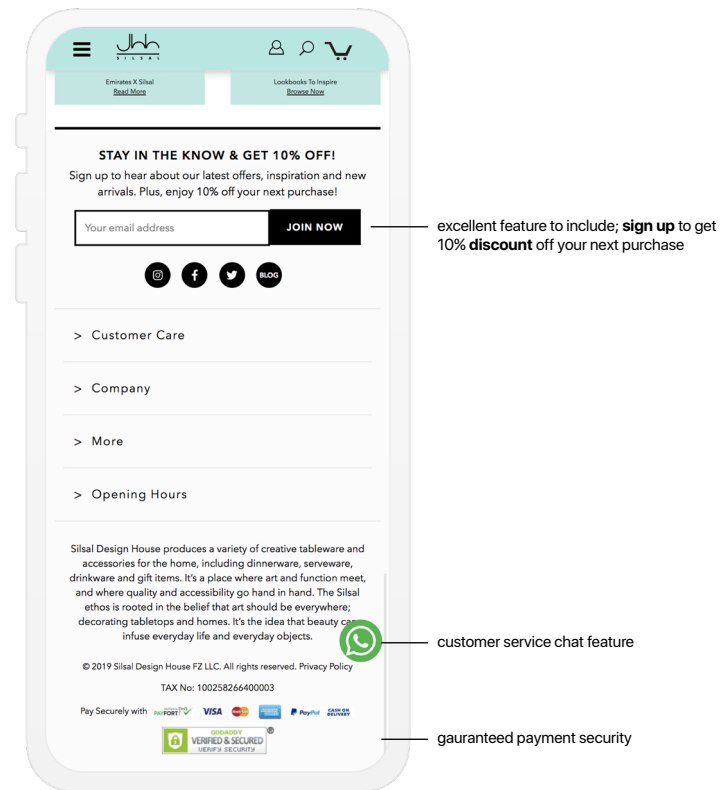 SILSAL
Emirates X Silsal
Read More
Lookbooks To Inspire
Browse Now
STAY IN THE KNOW & GET 10% OFF!
Sign up to hear about our latest offers, inspiration and new
arrivals. Plus, enjoy 10% off your next purchase!
Your email address
JOIN NOW
excellent feature to include; sign up to get
10% discount off your next purchase
BLOG
> Customer Care
> Company
> More
> Opening Hours
Silsal Design House produces a variety of creative tableware and
accessories for the home, including dinnerware, serveware,
drinkware and gift items. It's a place where art and function meet,
and where quality and accessibility go hand in hand. The Silsal
ethos is rooted in the belief that art should be everywhere;
decorating tabletops and homes. It's the idea that beauty can
infuse everyday life and everyday objects.
customer service chat feature
© 2019 Silsal Design House FZ LLC. All rights reserved. Privacy Policy
TAX No: 100258266400003
Pay Securely with PAYFORT VISA PayPal CASH ON DELIVERY
GODADDY
VERIFIED & SECURED
VERIFY SECURITY
gauranteed payment security